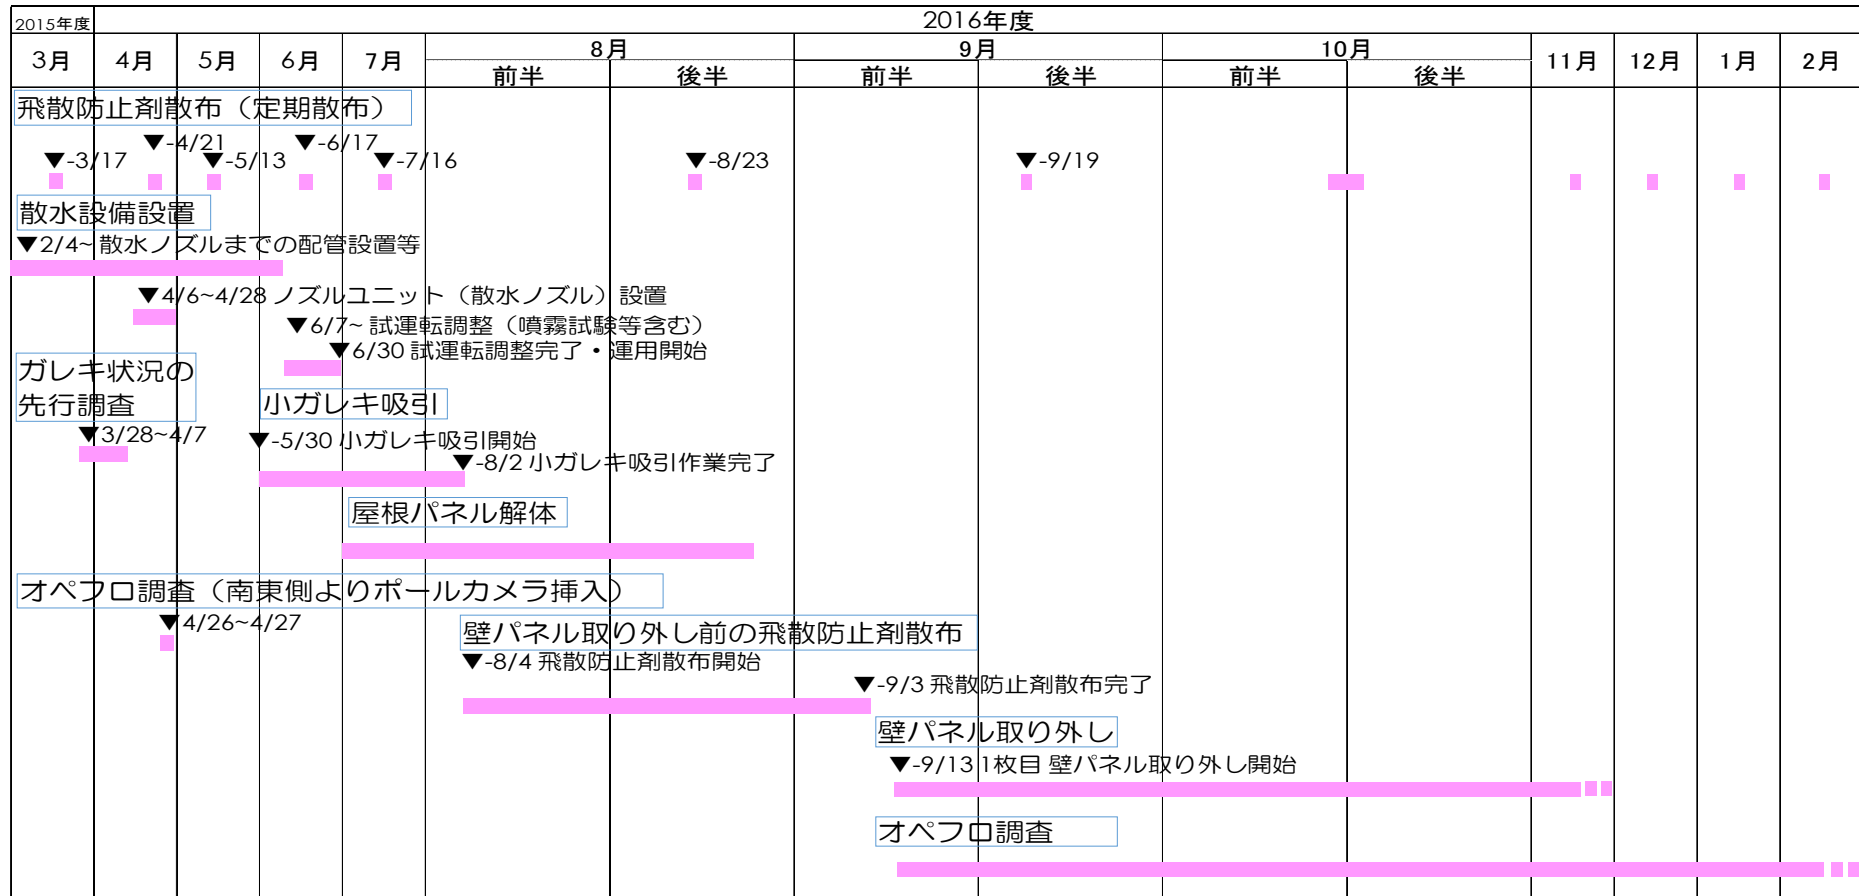 2015年度
2016年度
3月
4月
5月
6月
7月
8月
9月
10月
11月
12月
1月
2月
前半
後半
前半
後半
前半
後半
飛散防止剤散布（定期散布）
▼-4/21
▼-6/17
▼-3/17
▼-5/13
▼-7/16
▼-8/23
▼-9/19
散水設備設置
▼2/4~ 散水ノズルまでの配管設置等
▼4/6~4/28 ノズルユニット（散水ノズル）設置
▼6/7~ 試運転調整（噴霧試験等含む）
▼6/30 試運転調整完了・運用開始
ガレキ状況の
先行調査
小ガレキ吸引
▼3/28~4/7
▼-5/30 小ガレキ吸引開始
▼-8/2 小ガレキ吸引作業完了
屋根パネル解体
オペフロ調査（南東側よりポールカメラ挿入）
▼4/26~4/27
壁パネル取り外し前の飛散防止剤散布
▼-8/4 飛散防止剤散布開始
▼-9/3 飛散防止剤散布完了
壁パネル取り外し
▼-9/13 1枚目 壁パネル取り外し開始
オペフロ調査